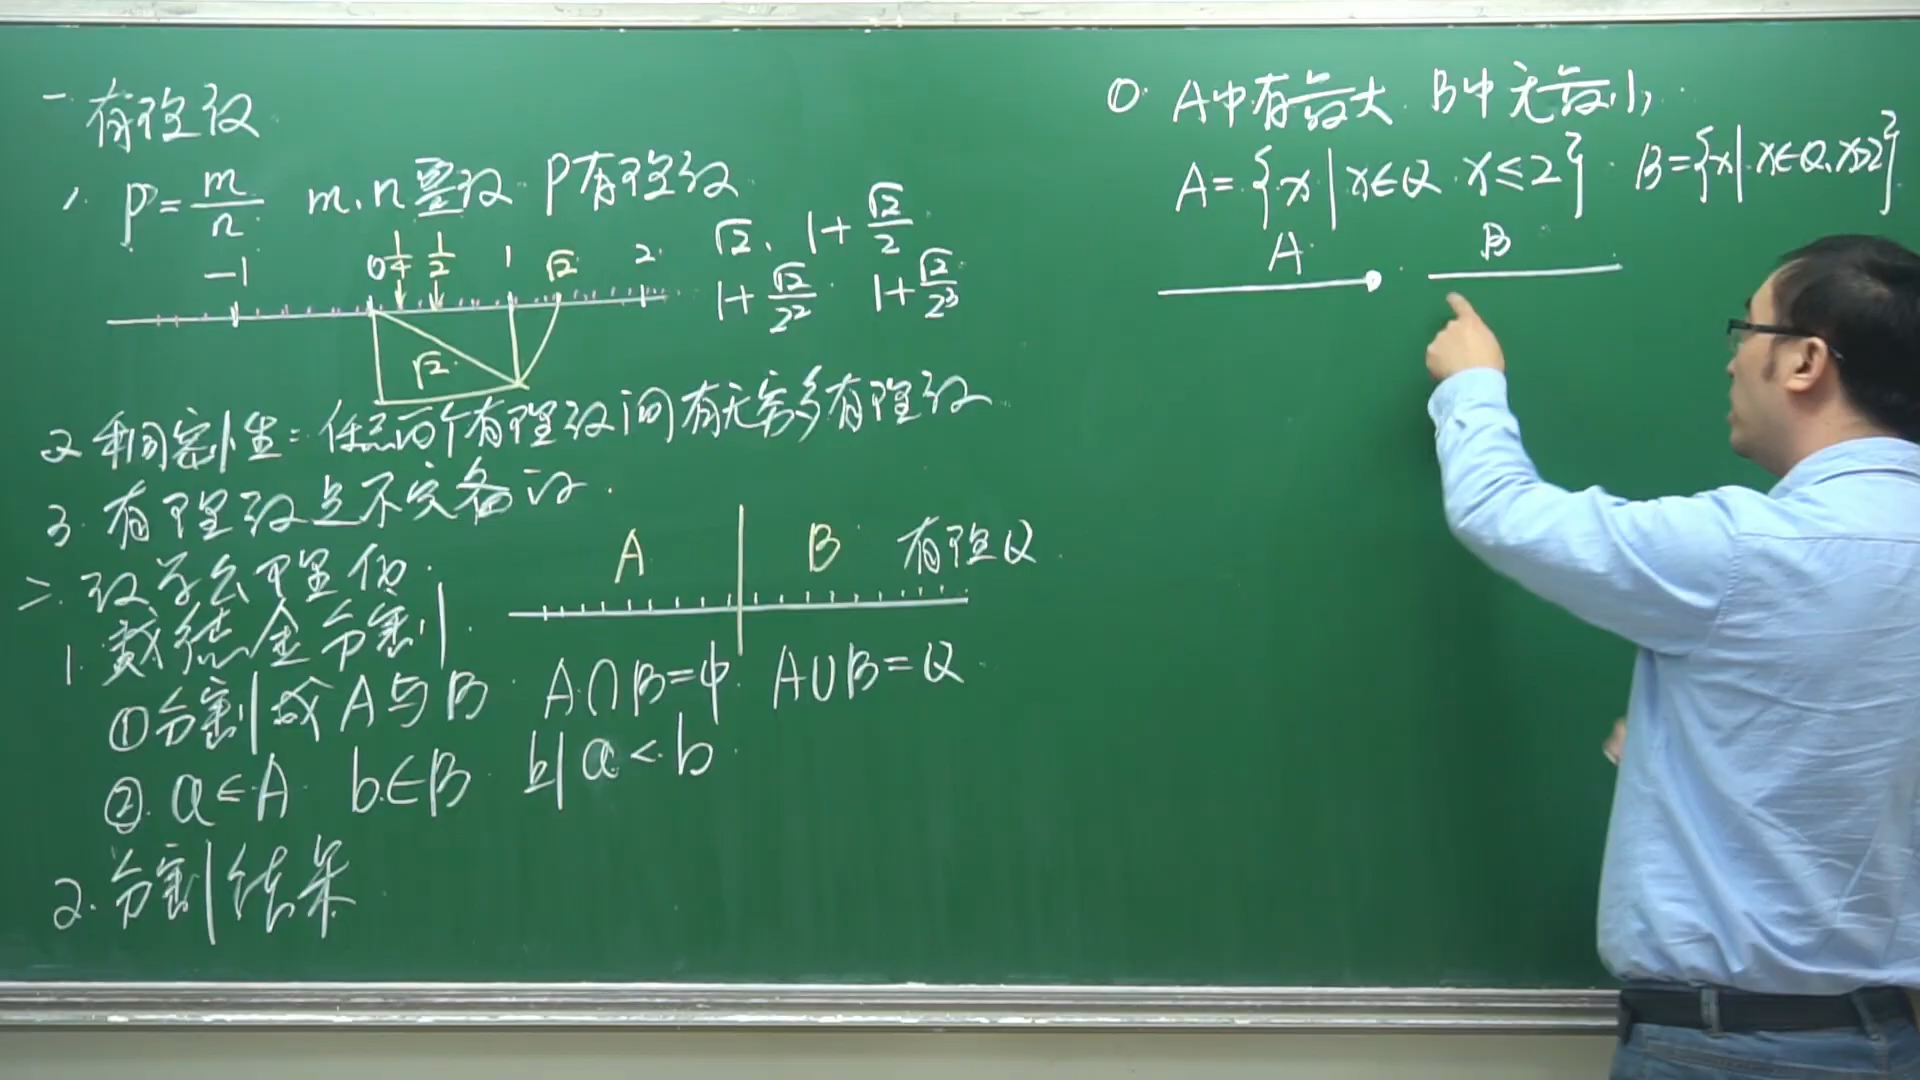 一 有理数
1. P=m/n m、n整数 P有理数
-1 0 1/4 1/2 1 √2 2
√2、 1+√2/2
1+√2/2² 1+√2/2³
√2
2 稠密性: 任意两个有理数间有无穷多有理数
3. 有理数是不完备的
二. 数学公理化
1. 戴德金分割
A B 有理Q
①分割成A与B A∩B=φ A∪B=Q
② a∈A b∈B 则 a<b
2. 分割结果
① A中有最大 B中无最小
A={x|x∈Q x≤2} B={x|x∈Q、x>2}
A B